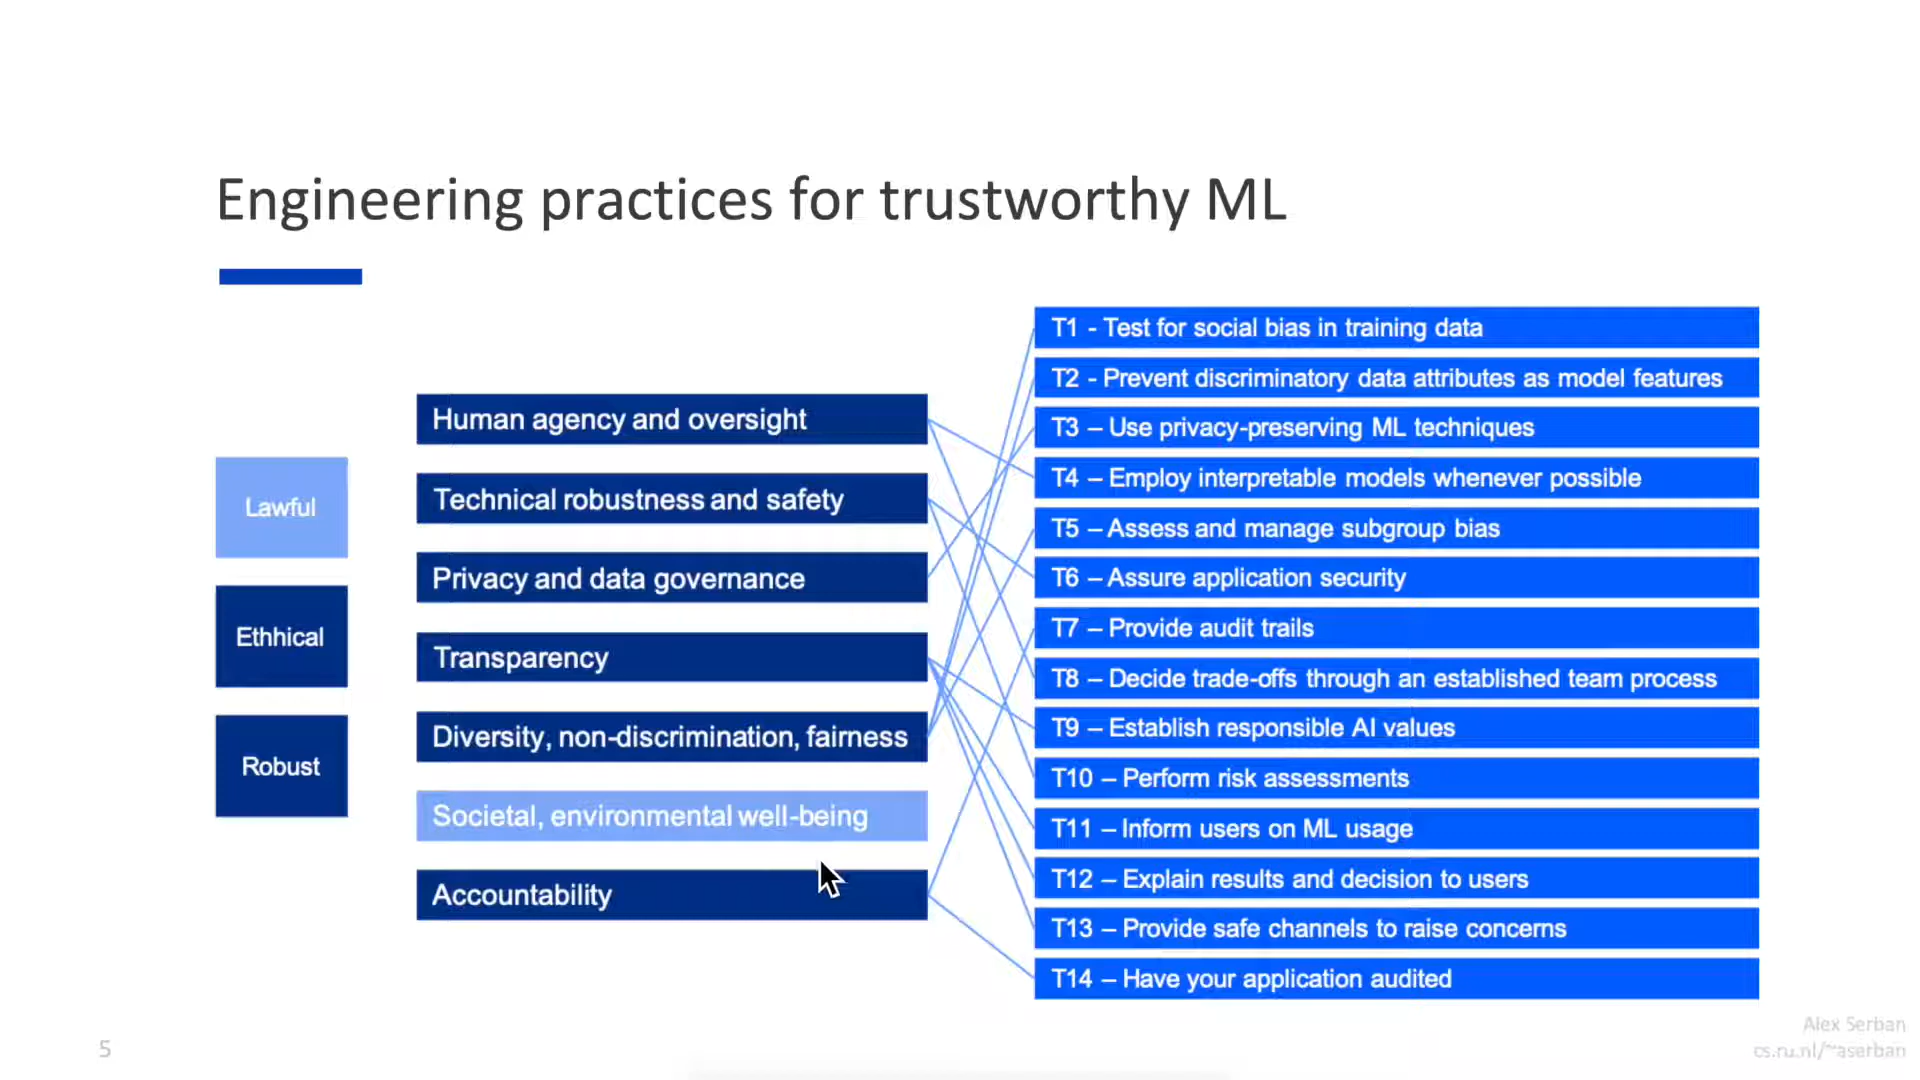 Engineering practices for trustworthy ML
Lawful
Ethhical
Robust
Human agency and oversight
Technical robustness and safety
Privacy and data governance
Transparency
Diversity, non-discrimination, fairness
Societal, environmental well-being
Accountability
T1 - Test for social bias in training data
T2 - Prevent discriminatory data attributes as model features
T3 – Use privacy-preserving ML techniques
T4 – Employ interpretable models whenever possible
T5 – Assess and manage subgroup bias
T6 – Assure application security
T7 – Provide audit trails
T8 – Decide trade-offs through an established team process
T9 – Establish responsible AI values
T10 – Perform risk assessments
T11 – Inform users on ML usage
T12 – Explain results and decision to users
T13 – Provide safe channels to raise concerns
T14 – Have your application audited
5
Alex Serban
cs.ru.nl/~aserban